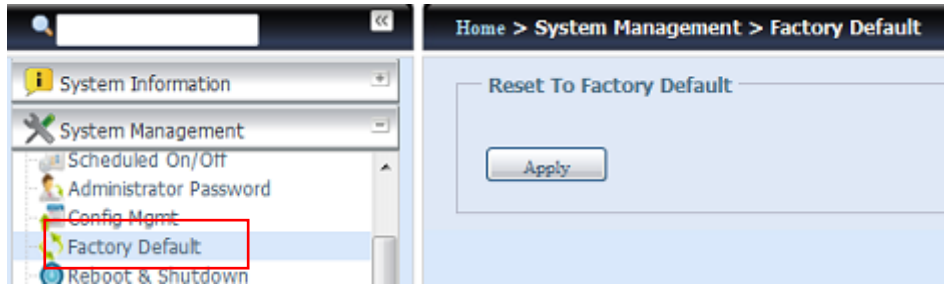 Home > System Management > Factory Default
System Information
System Management
Scheduled On/Off
Administrator Password
Config Mgmt
Factory Default
Reboot & Shutdown
Reset To Factory Default
Apply